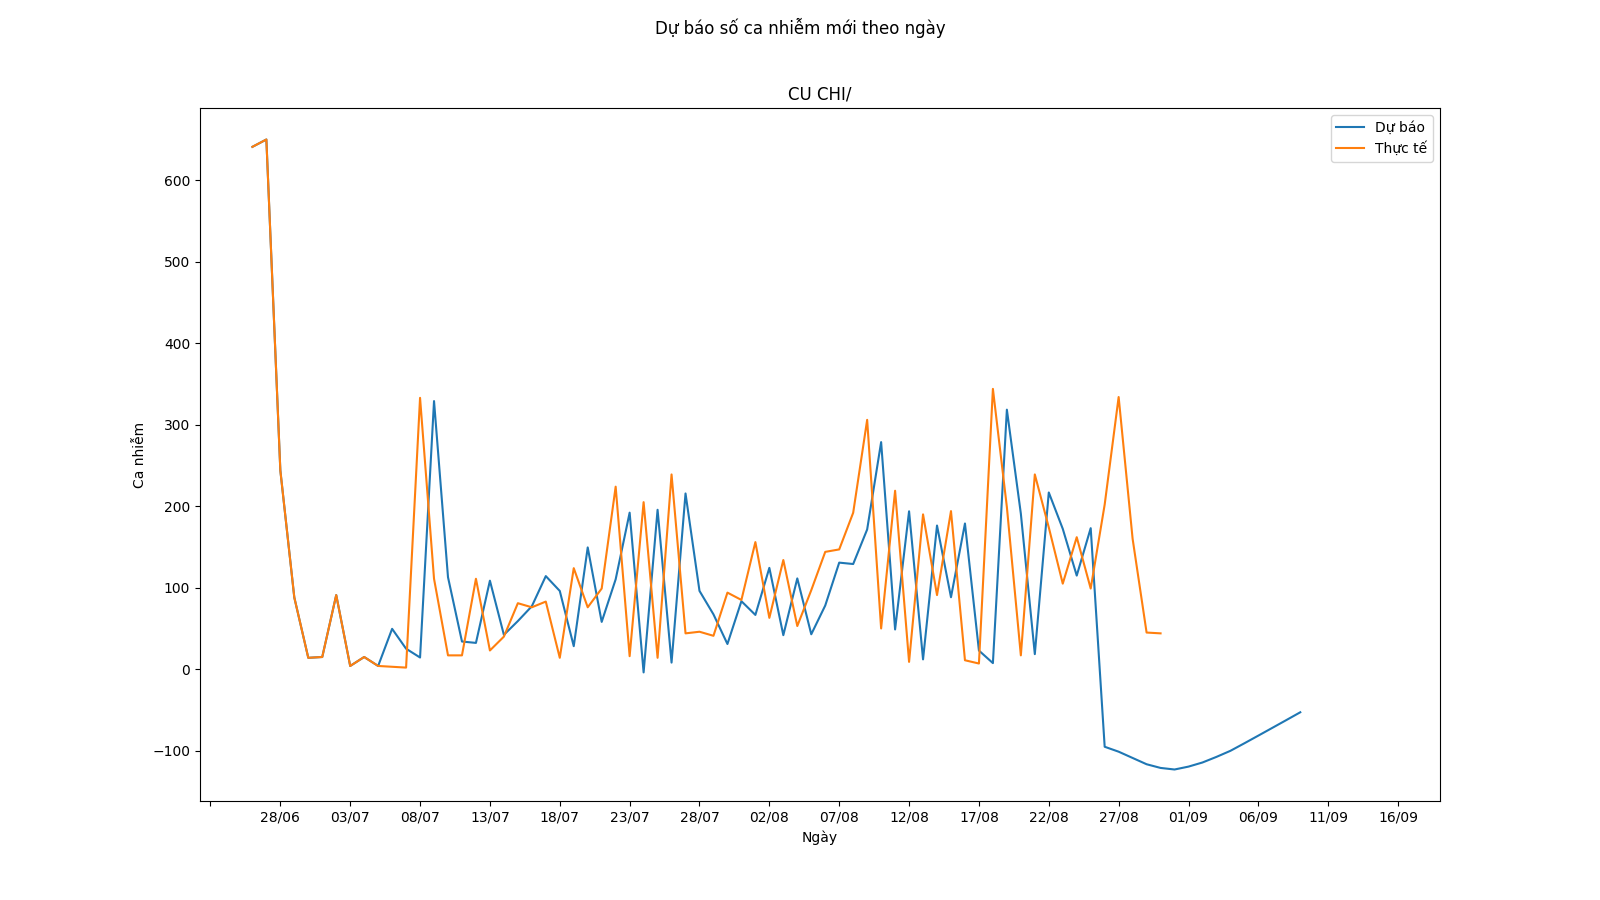 Dự báo số ca nhiễm mới theo ngày
CU CHI/
Dự báo
Thực tế
600
500
400
300
200
100
0
−100
Ca nhiễm
28/06 03/07 08/07 13/07 18/07 23/07 28/07 02/08 07/08 12/08 17/08 22/08 27/08 01/09 06/09 11/09 16/09
Ngày